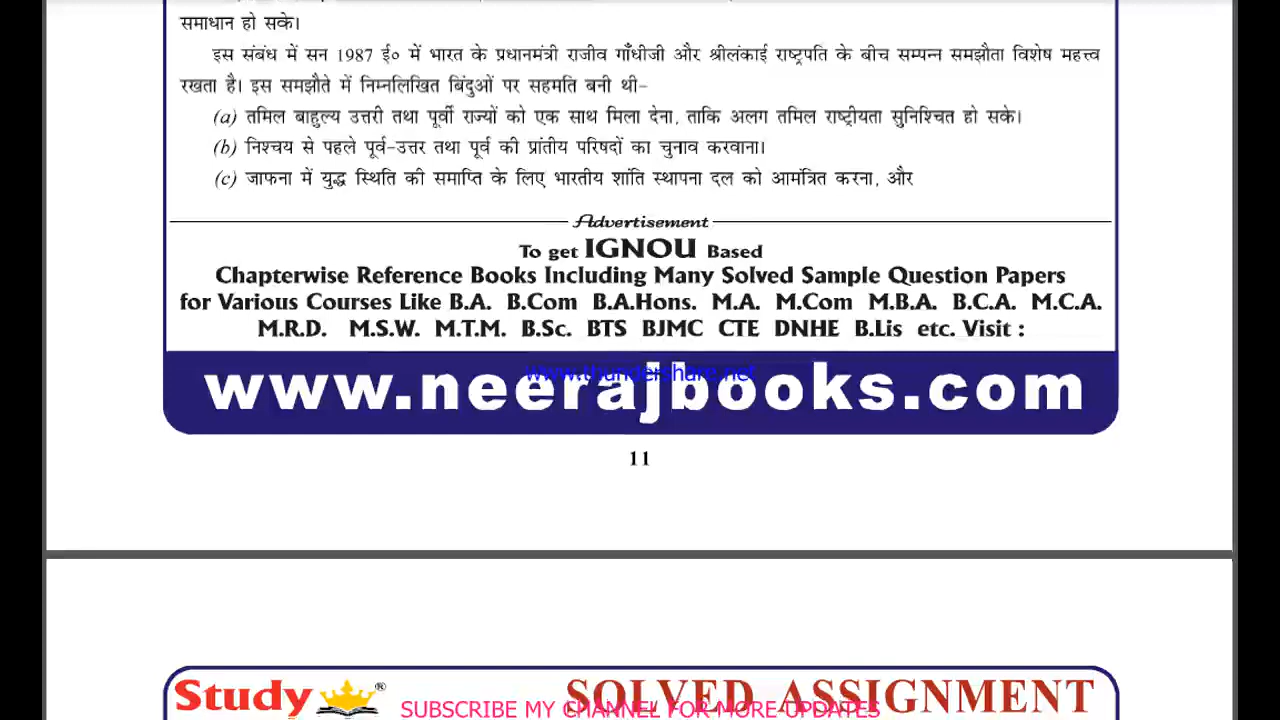 समाधान हो सके।
इस संबंध में सन 1987 ई० में भारत के प्रधानमंत्री राजीव गाँधीजी और श्रीलंकाई राष्ट्रपति के बीच सम्पन्न समझौता विशेष महत्त्व
रखता है। इस समझौते में निम्नलिखित बिंदुओं पर सहमति बनी थी-
(a) तमिल बाहुल्य उत्तरी तथा पूर्वी राज्यों को एक साथ मिला देना, ताकि अलग तमिल राष्ट्रीयता सुनिश्चित हो सके।
(b) निश्चय से पहले पूर्व-उत्तर तथा पूर्व की प्रांतीय परिषदों का चुनाव करवाना।
(c) जाफना में युद्ध स्थिति की समाप्ति के लिए भारतीय शांति स्थापना दल को आमंत्रित करना, और
Advertisement
To get IGNOU Based
Chapterwise Reference Books Including Many Solved Sample Question Papers
for Various Courses Like B.A. B.Com B.A.Hons. M.A. M.Com M.B.A. B.C.A. M.C.A.
M.R.D. M.S.W. M.T.M. B.Sc. BTS BJMC CTE DNHE B.Lis etc. Visit :
www.thundershare.net
www.neerajbooks.com
11
Study ® SOLVED ASSIGNMENT
SUBSCRIBE MY CHANNEL FOR MORE UPDATES